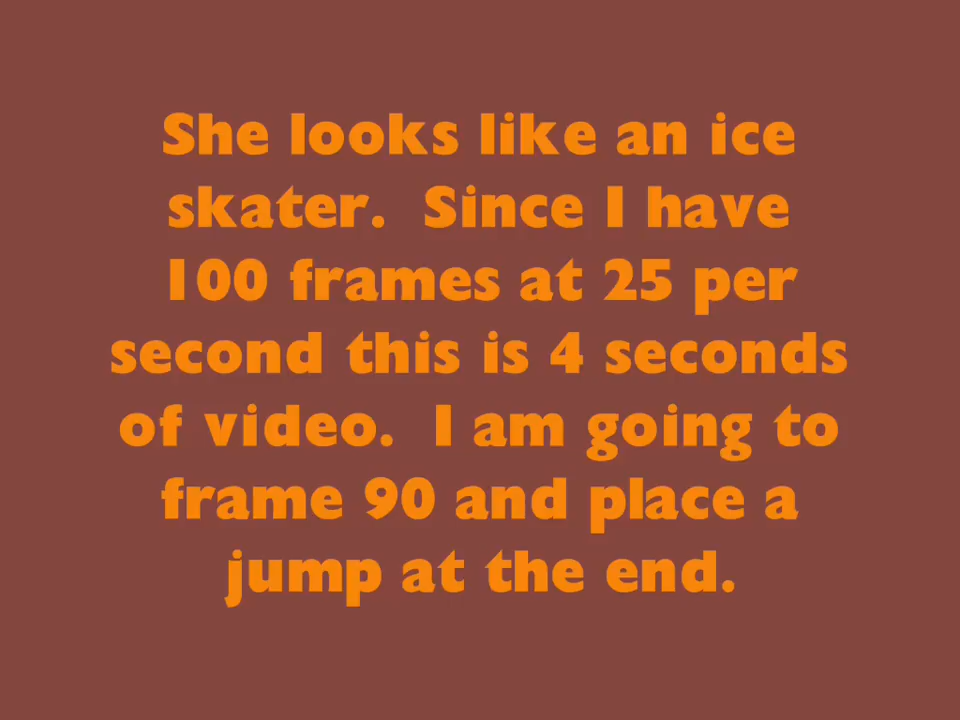 She looks like an ice
skater.  Since I have
100 frames at 25 per
second this is 4 seconds
of video.  I am going to
frame 90 and place a
jump at the end.